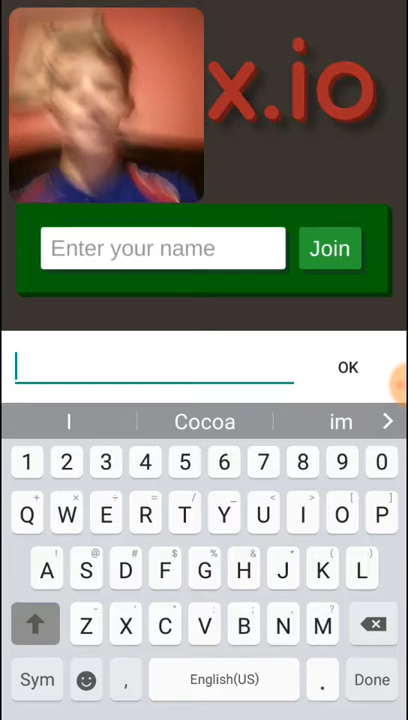 x.io
Enter your name
Join
OK
I Cocoa im >
1 2 3 4 5 6 7 8 9 0
+ × ÷ = / _ < > [ ]
Q W E R T Y U I O P
! @ # $ % & * ( )
A S D F G H J K L
- ' " : ; , ?
Z X C V B N M
Sym , English(US) . Done